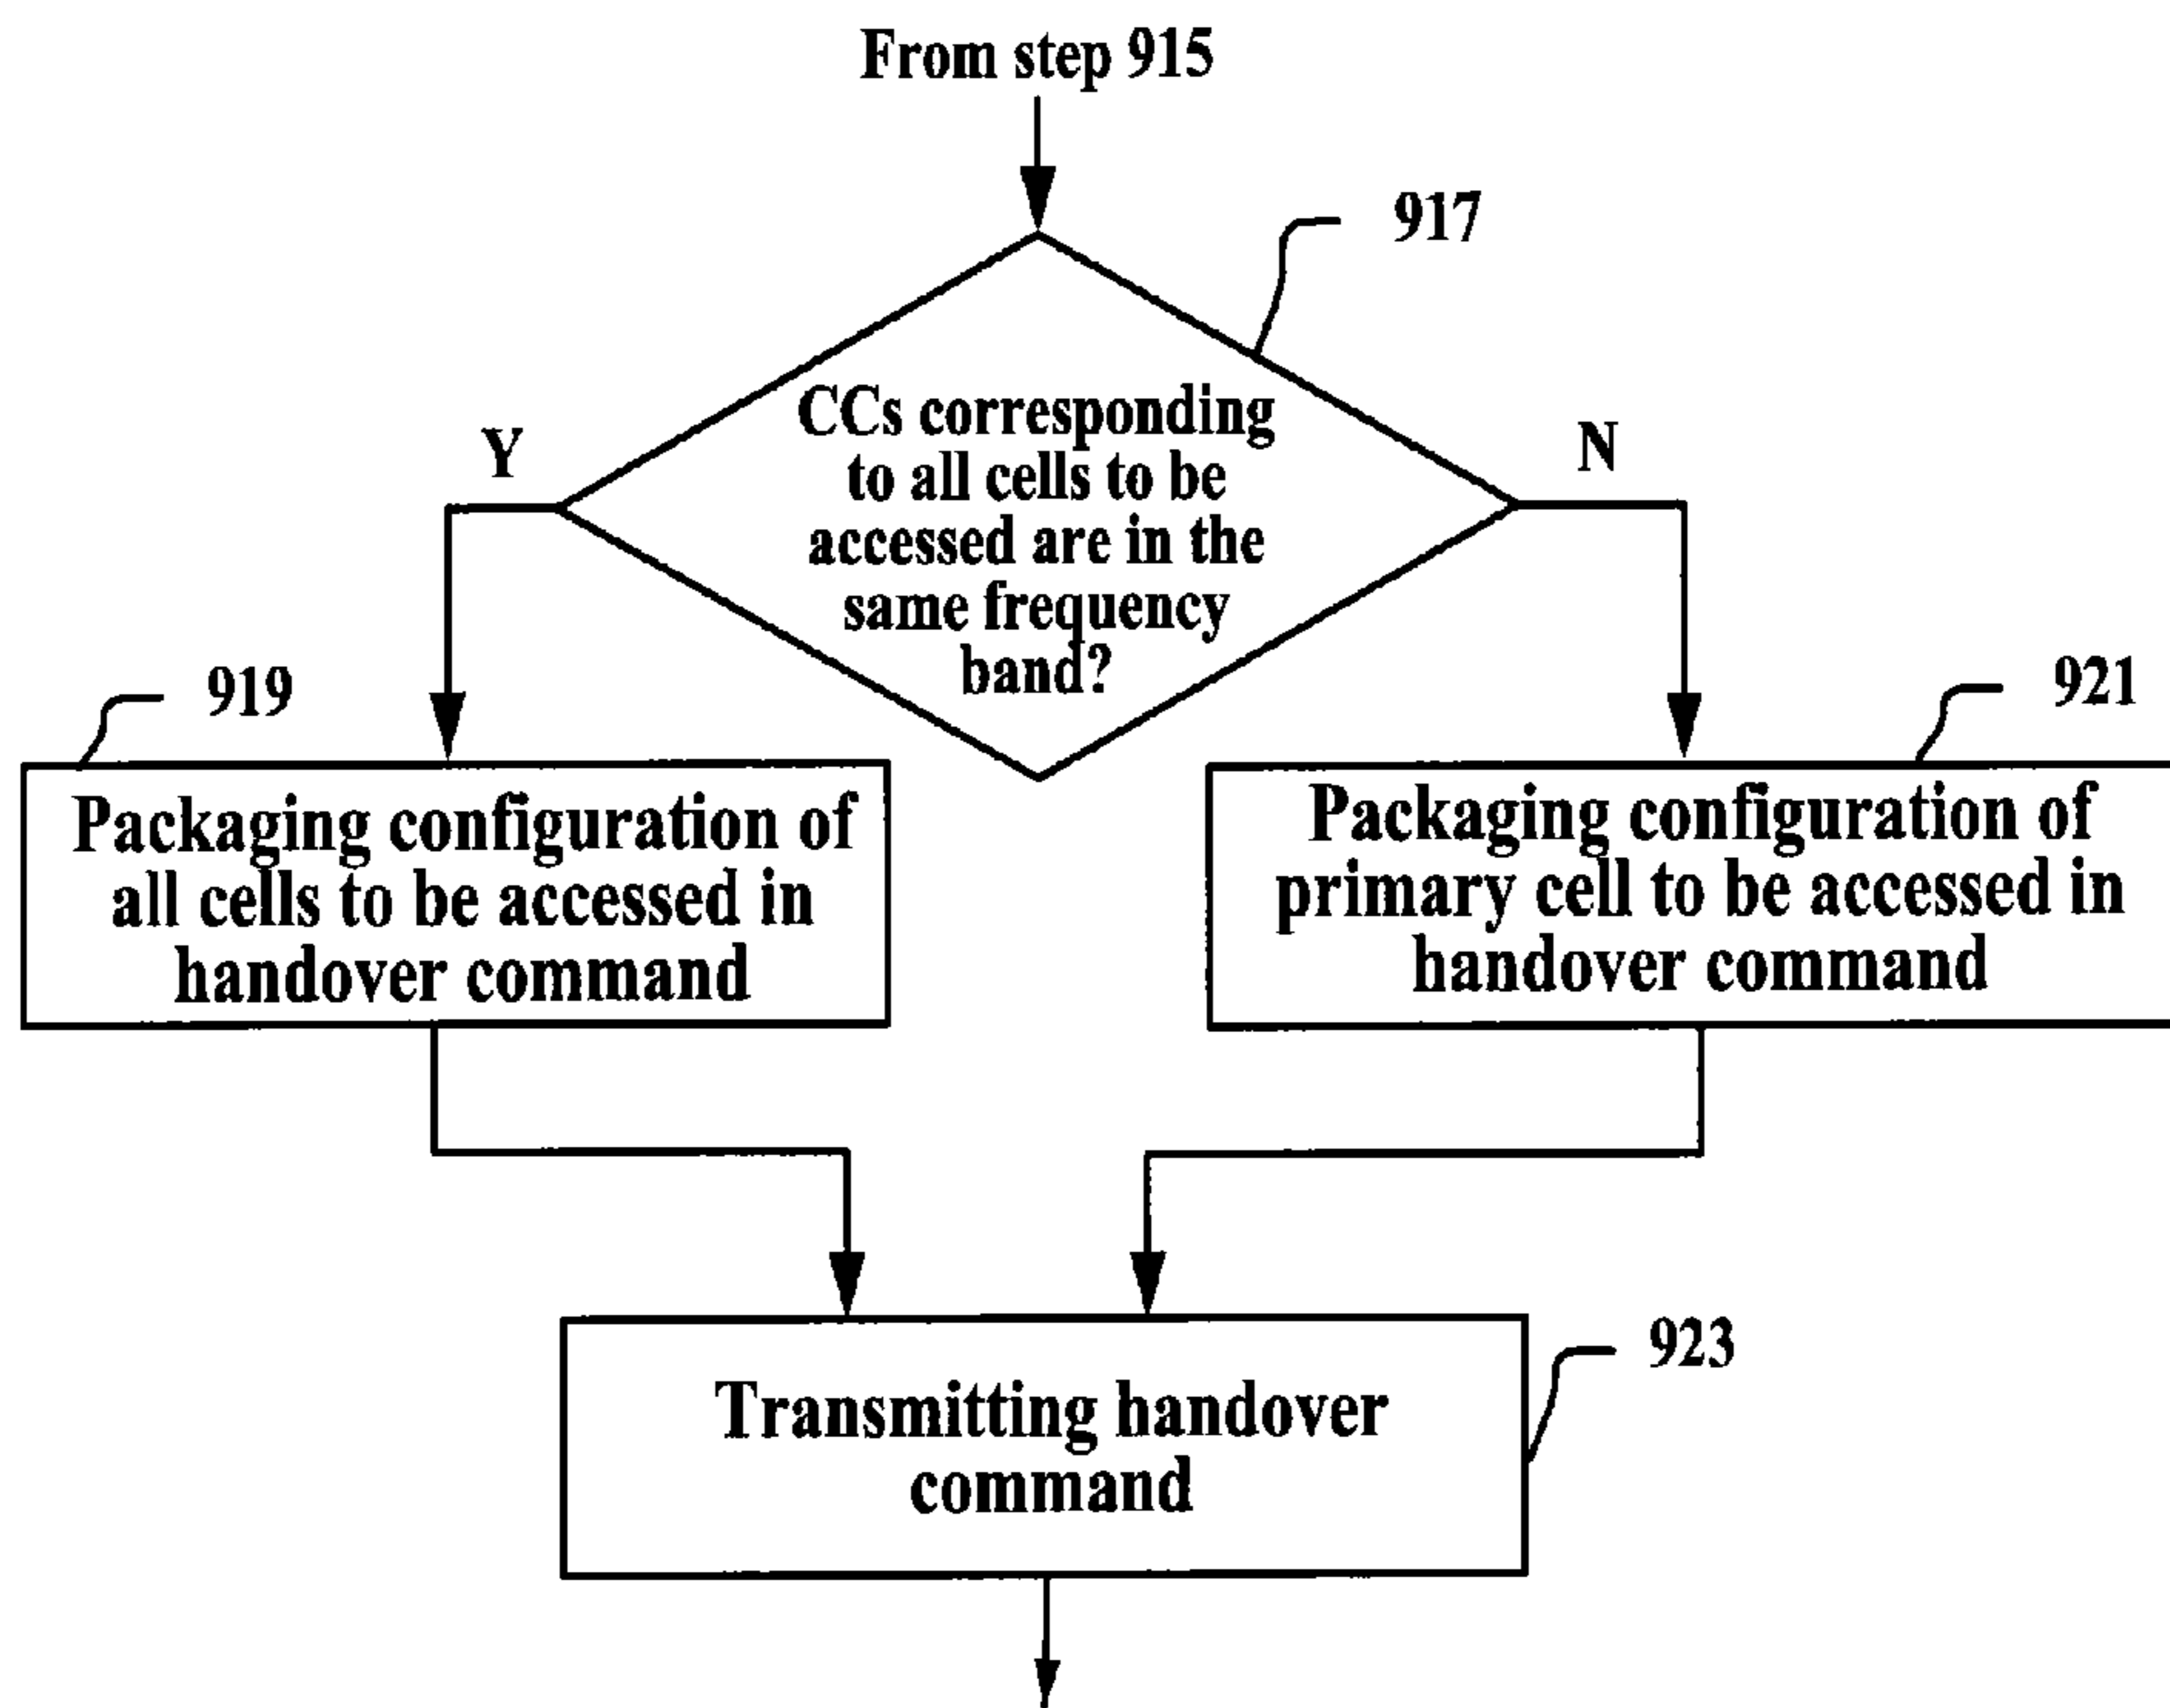 From step 915
917
CCs corresponding
to all cells to be
accessed are in the
same frequency
band?
Y
N
919
921
Packaging configuration of
all cells to be accessed in
handover command
Packaging configuration of
primary cell to be accessed in
handover command
923
Transmitting handover
command